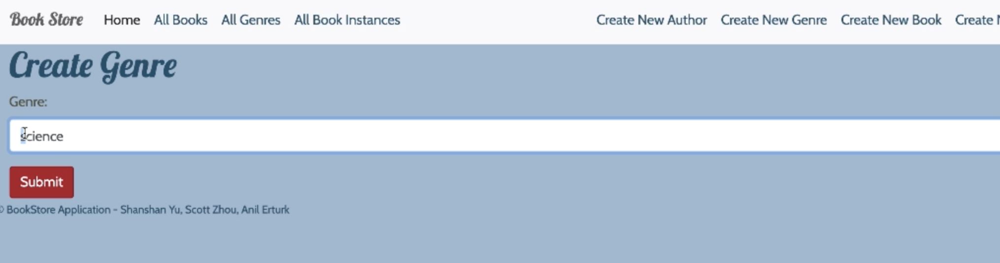 Book Store Home All Books All Genres All Book Instances Create New Author Create New Genre Create New Book Create
Create Genre
Genre:
science
Submit
© BookStore Application - Shanshan Yu, Scott Zhou, Anil Erturk